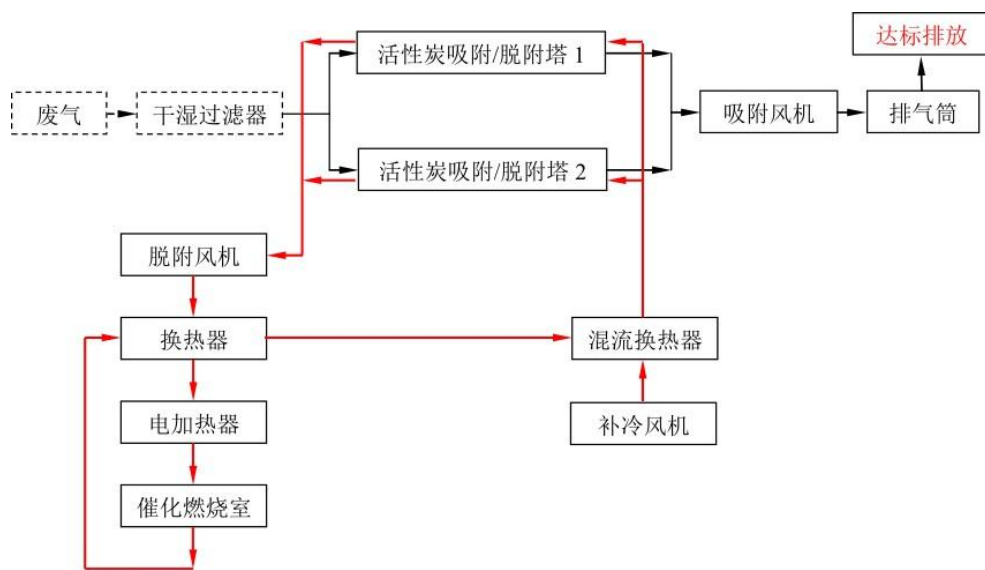 达标排放
活性炭吸附/脱附塔 1
废气
干湿过滤器
吸附风机
排气筒
活性炭吸附/脱附塔 2
脱附风机
换热器
混流换热器
电加热器
补冷风机
催化燃烧室